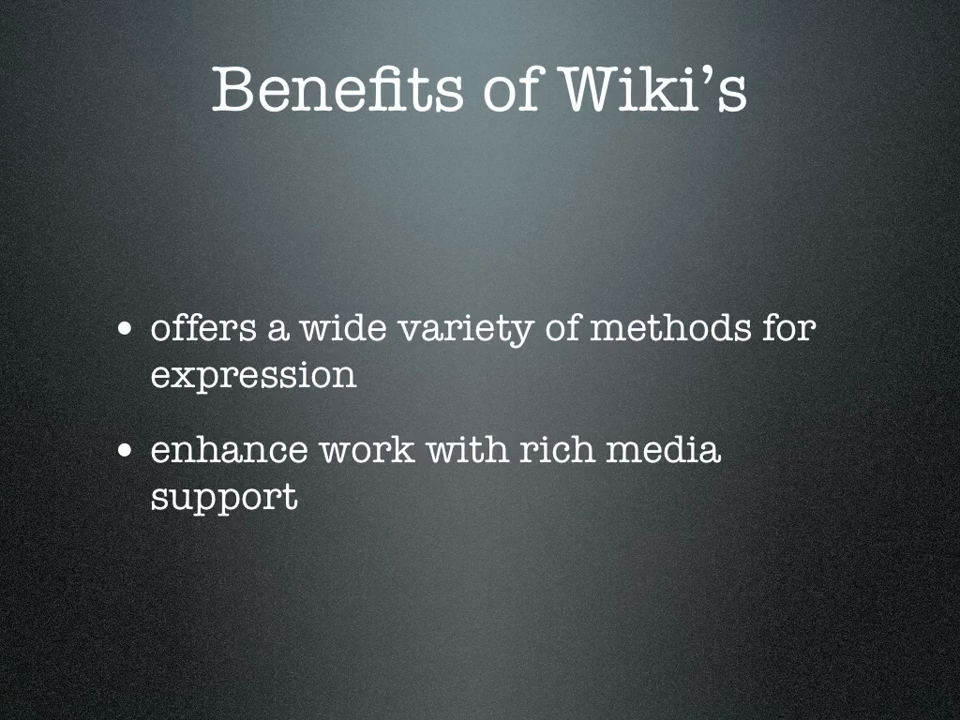 Benefits of Wiki’s
• offers a wide variety of methods for
expression
• enhance work with rich media
support